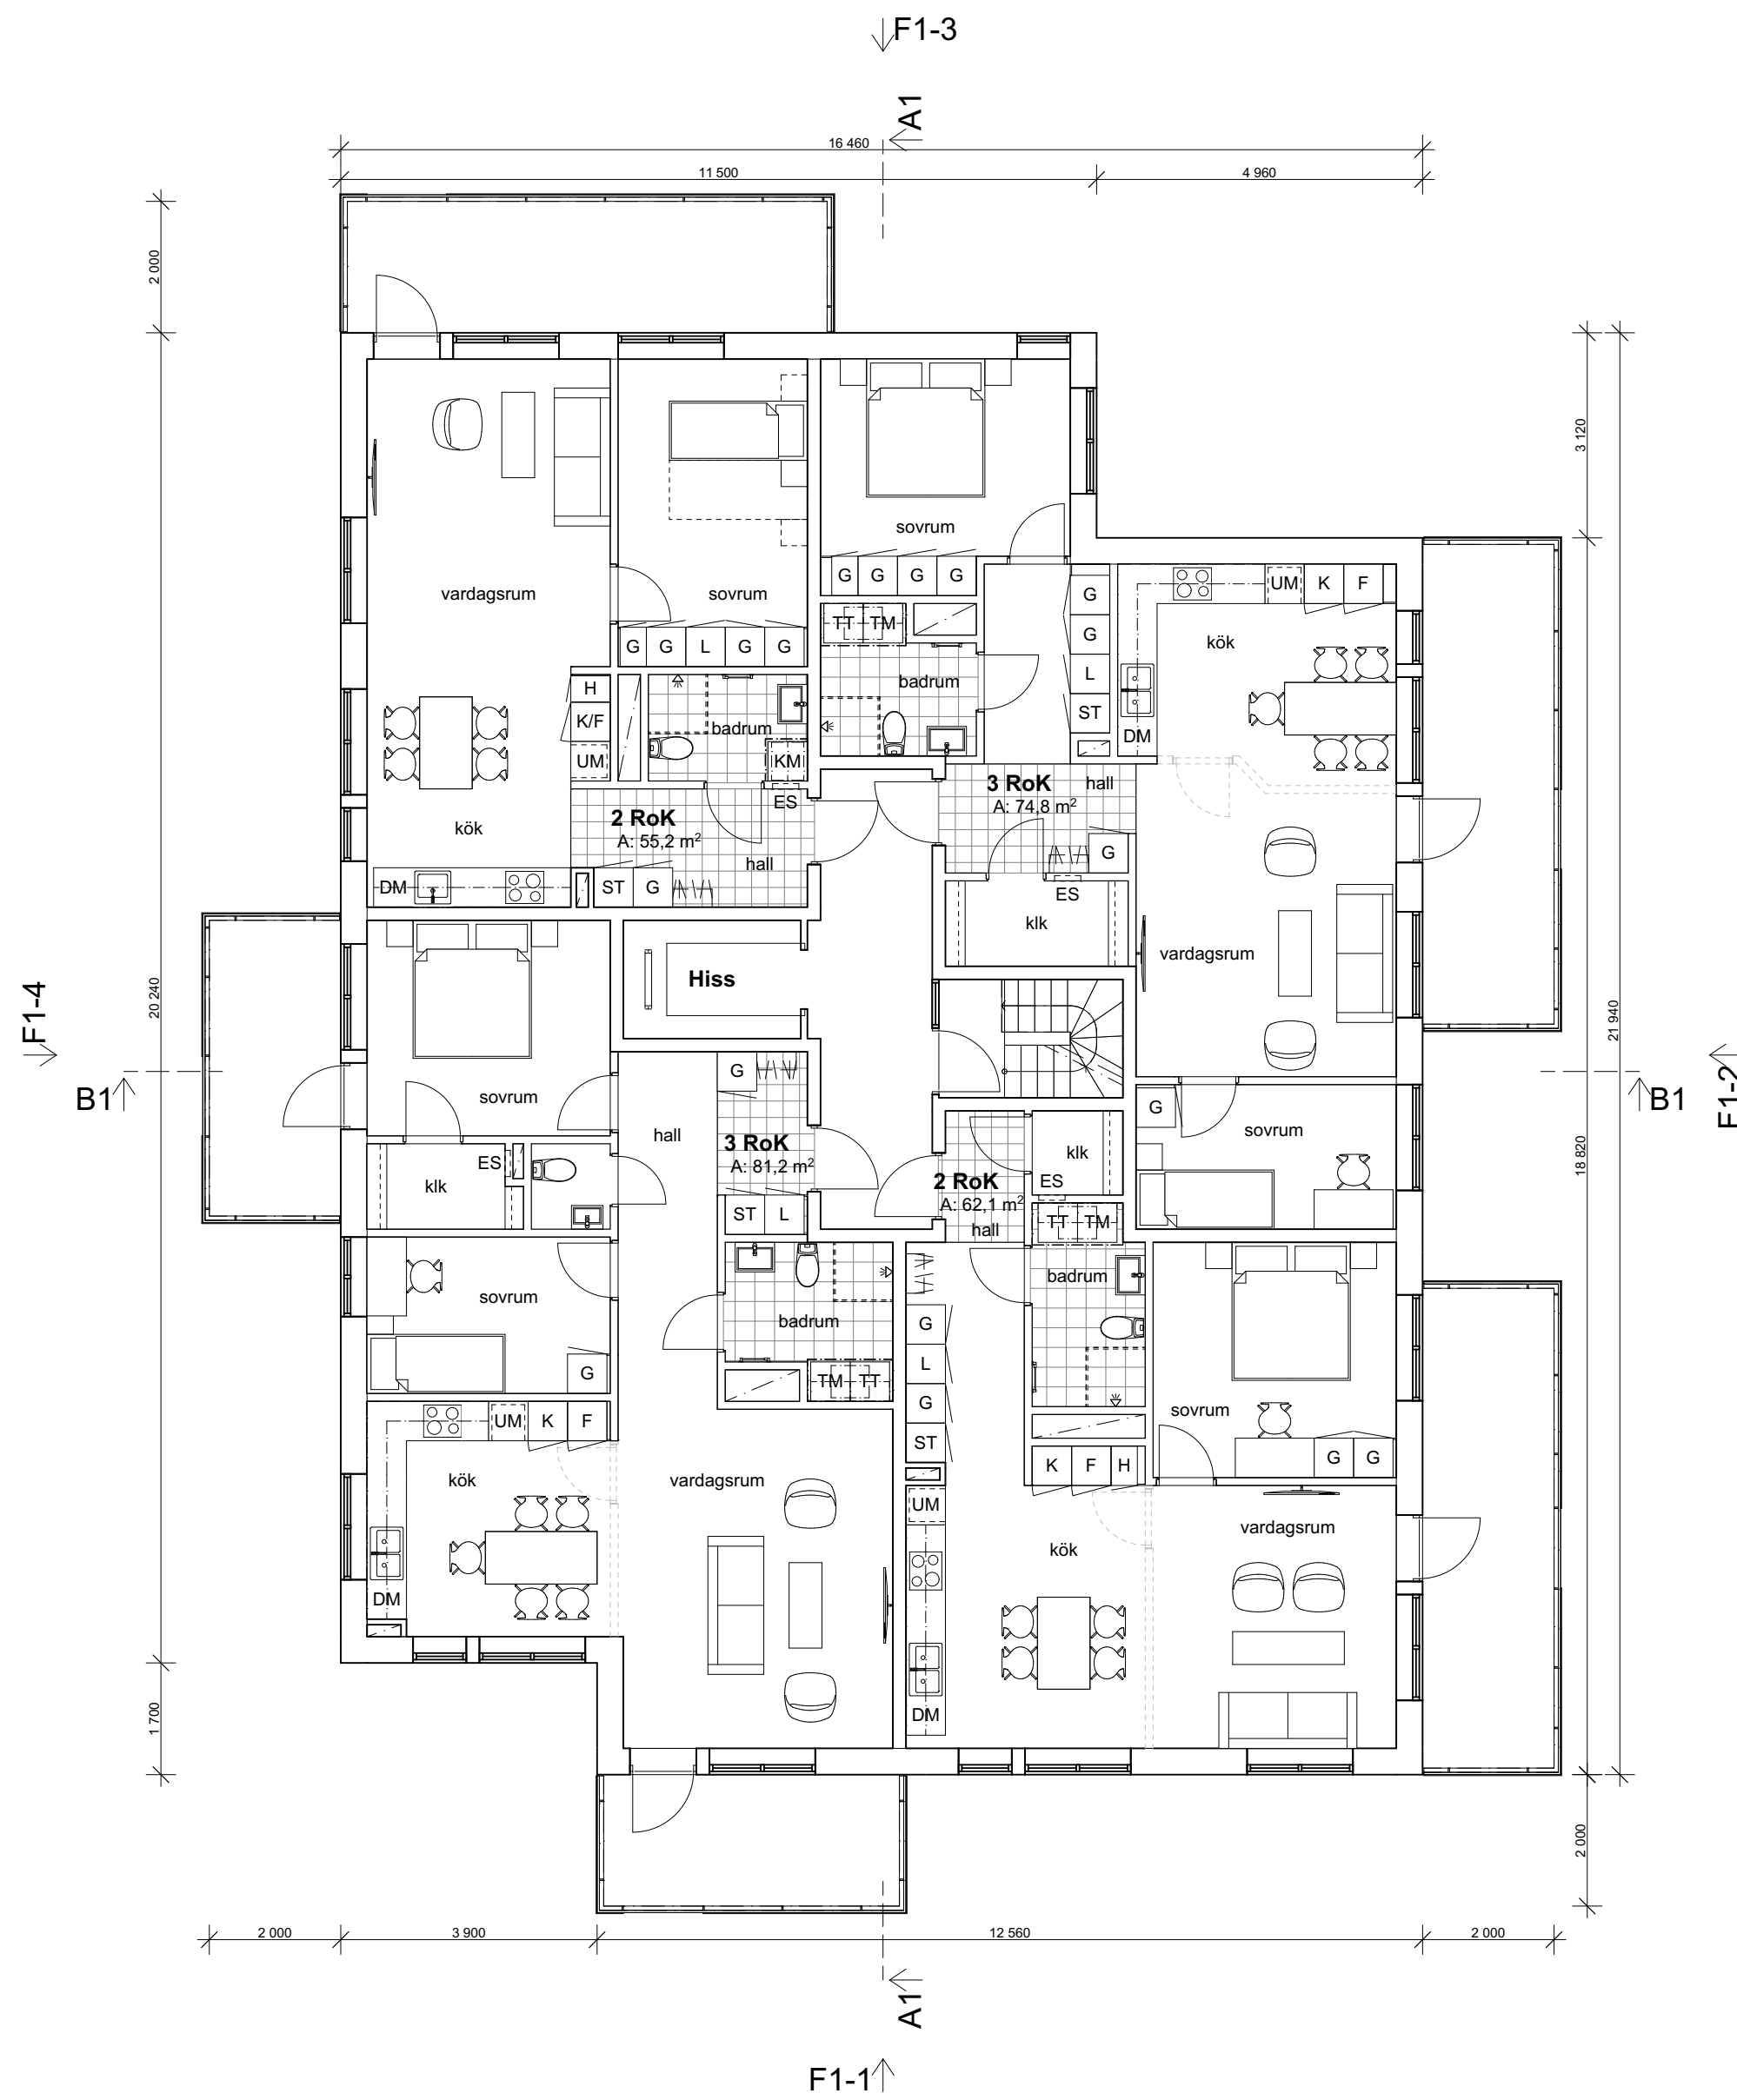 F1-3
A1
16 460
11 500
4 960
2 000
3 120
sovrum
G G G G
vardagsrum
sovrum
G G L G G
TT TM
G
G
L
ST
UM K F
kök
DM
badrum
H
K/F
UM
badrum
KM
ES
3 RoK
A: 74,8 m²
hall
2 RoK
A: 55,2 m²
hall
kök
DM
ST G
G
ES
klk
vardagsrum
Hiss
F1-4
20 240
21 940
B1
B1
F1-2
sovrum
G
hall
3 RoK
A: 81,2 m²
ES
klk
ST L
G
sovrum
18 820
klk
ES
2 RoK
A: 62,1 m²
hall
TT TM
badrum
sovrum
G
badrum
TM TT
G
L
G
ST
sovrum
G G
UM K F
kök
DM
vardagsrum
K F H
UM
kök
DM
vardagsrum
1 700
2 000
2 000
3 900
12 560
2 000
A1
F1-1